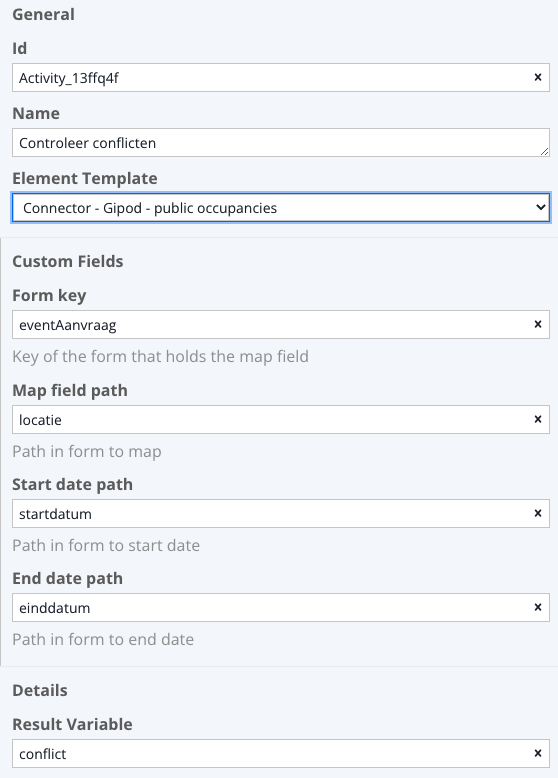 General
Id
Activity_13ffq4f
Name
Controleer conflicten
Element Template
Connector - Gipod - public occupancies
Custom Fields
Form key
eventAanvraag
Key of the form that holds the map field
Map field path
locatie
Path in form to map
Start date path
startdatum
Path in form to start date
End date path
einddatum
Path in form to end date
Details
Result Variable
conflict